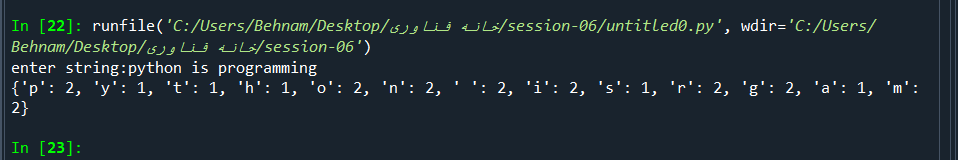 In [22]: runfile('C:/Users/Behnam/Desktop/خانه فناوری/session-06/untitled0.py', wdir='C:/Users/
Behnam/Desktop/خانه فناوری/session-06')
enter string:python is programming
{'p': 2, 'y': 1, 't': 1, 'h': 1, 'o': 2, 'n': 2, ' ': 2, 'i': 2, 's': 1, 'r': 2, 'g': 2, 'a': 1, 'm':
2}
In [23]: